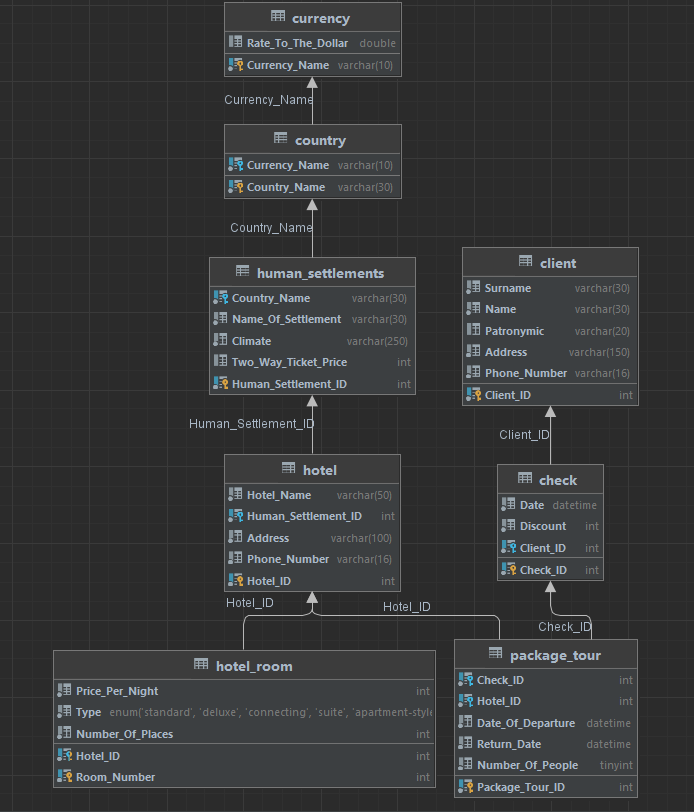 currency
Rate_To_The_Dollar double
Currency_Name varchar(10)
Currency_Name
country
Currency_Name varchar(10)
Country_Name varchar(30)
Country_Name
human_settlements
Country_Name varchar(30)
Name_Of_Settlement varchar(30)
Climate varchar(250)
Two_Way_Ticket_Price int
Human_Settlement_ID int
client
Surname varchar(30)
Name varchar(30)
Patronymic varchar(20)
Address varchar(150)
Phone_Number varchar(16)
Client_ID int
Human_Settlement_ID
Client_ID
hotel
Hotel_Name varchar(50)
Human_Settlement_ID int
Address varchar(100)
Phone_Number varchar(16)
Hotel_ID int
check
Date datetime
Discount int
Client_ID int
Check_ID int
Hotel_ID
Hotel_ID
Check_ID
hotel_room
Price_Per_Night int
Type enum('standard', 'deluxe', 'connecting', 'suite', 'apartment-style
Number_Of_Places int
Hotel_ID int
Room_Number int
package_tour
Check_ID int
Hotel_ID int
Date_Of_Departure datetime
Return_Date datetime
Number_Of_People tinyint
Package_Tour_ID int